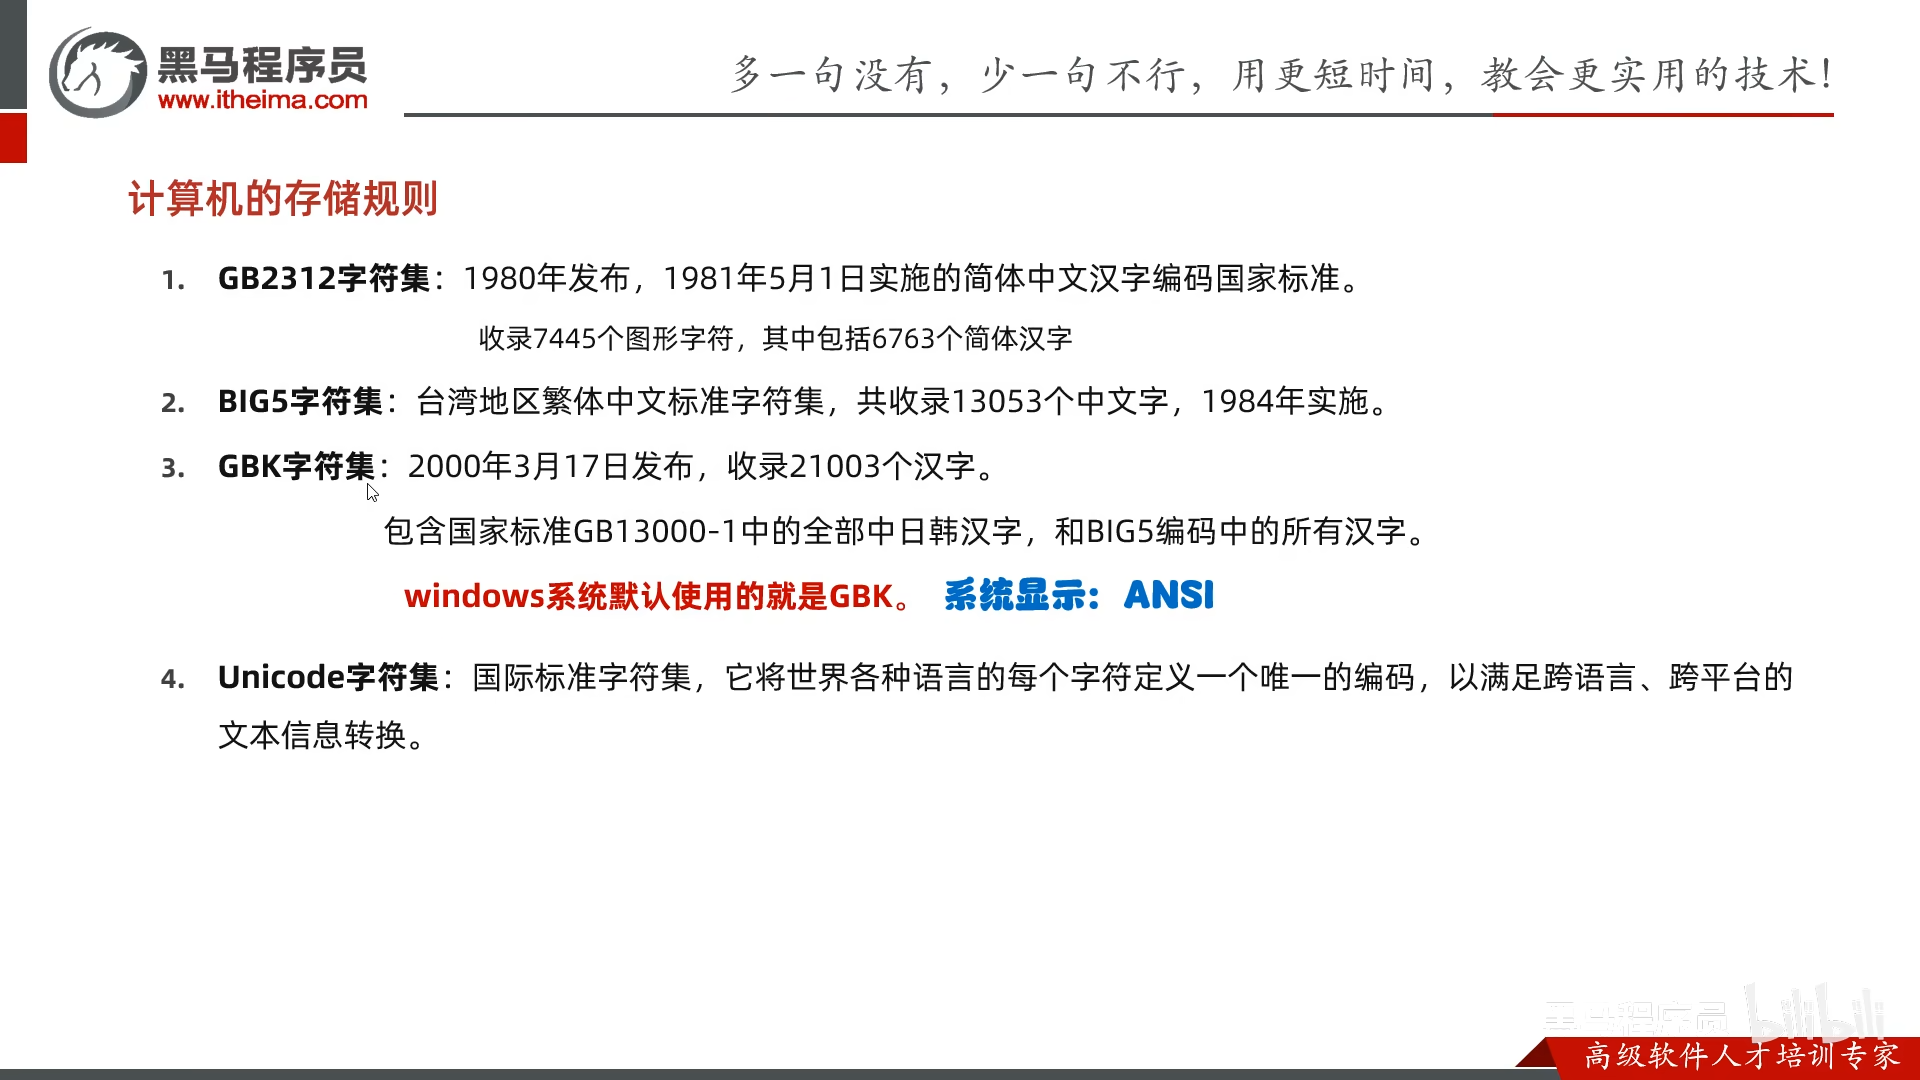 黑马程序员
www.itheima.com
多一句没有，少一句不行，用更短时间，教会更实用的技术！
计算机的存储规则
1. GB2312字符集：1980年发布，1981年5月1日实施的简体中文汉字编码国家标准。
收录7445个图形字符，其中包括6763个简体汉字
2. BIG5字符集：台湾地区繁体中文标准字符集，共收录13053个中文字，1984年实施。
3. GBK字符集：2000年3月17日发布，收录21003个汉字。
包含国家标准GB13000-1中的全部中日韩汉字，和BIG5编码中的所有汉字。
windows系统默认使用的就是GBK。 系统显示：ANSI
4. Unicode字符集：国际标准字符集，它将世界各种语言的每个字符定义一个唯一的编码，以满足跨语言、跨平台的
文本信息转换。
黑马程序员 bilibili
高级软件人才培训专家